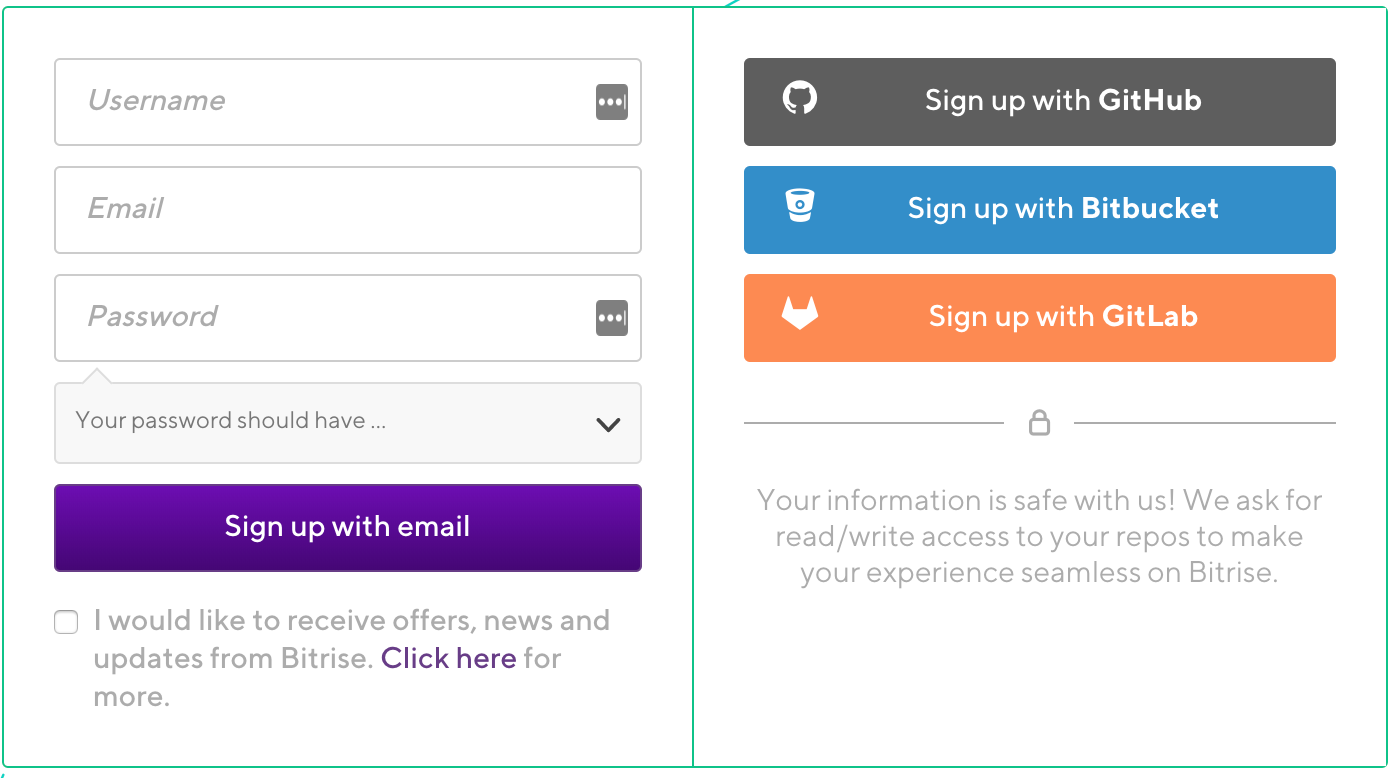 Username
Email
Password
Your password should have ...
Sign up with email
I would like to receive offers, news and
updates from Bitrise. Click here for
more.
Sign up with GitHub
Sign up with Bitbucket
Sign up with GitLab
Your information is safe with us! We ask for
read/write access to your repos to make
your experience seamless on Bitrise.